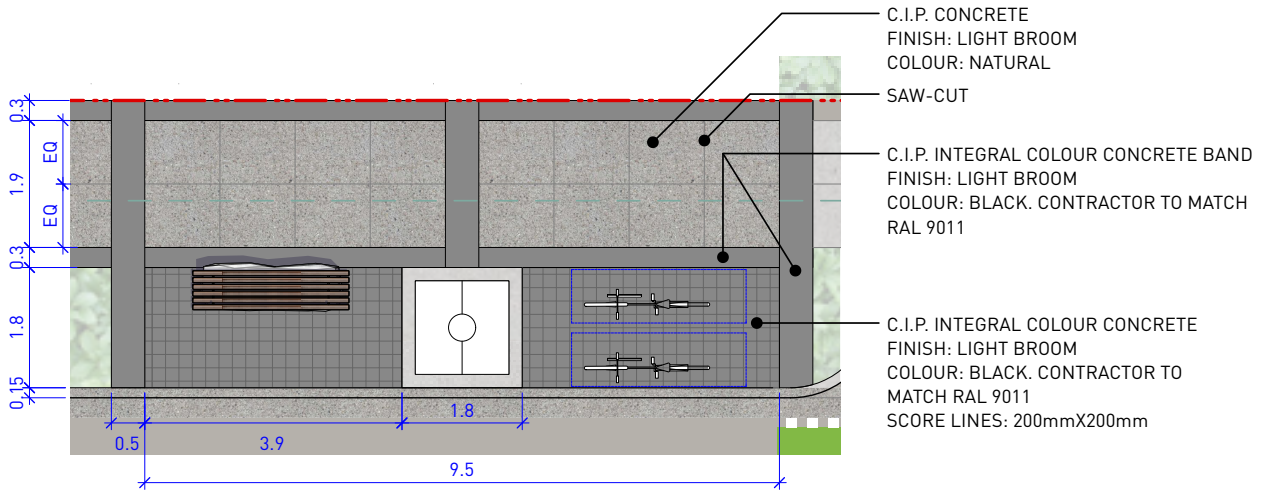 C.I.P. CONCRETE
FINISH: LIGHT BROOM
COLOUR: NATURAL
SAW-CUT
C.I.P. INTEGRAL COLOUR CONCRETE BAND
FINISH: LIGHT BROOM
COLOUR: BLACK. CONTRACTOR TO MATCH
RAL 9011
C.I.P. INTEGRAL COLOUR CONCRETE
FINISH: LIGHT BROOM
COLOUR: BLACK. CONTRACTOR TO
MATCH RAL 9011
SCORE LINES: 200mmX200mm
0.3
EQ
1.9
EQ
0.3
1.8
0.15
0.5
3.9
1.8
9.5